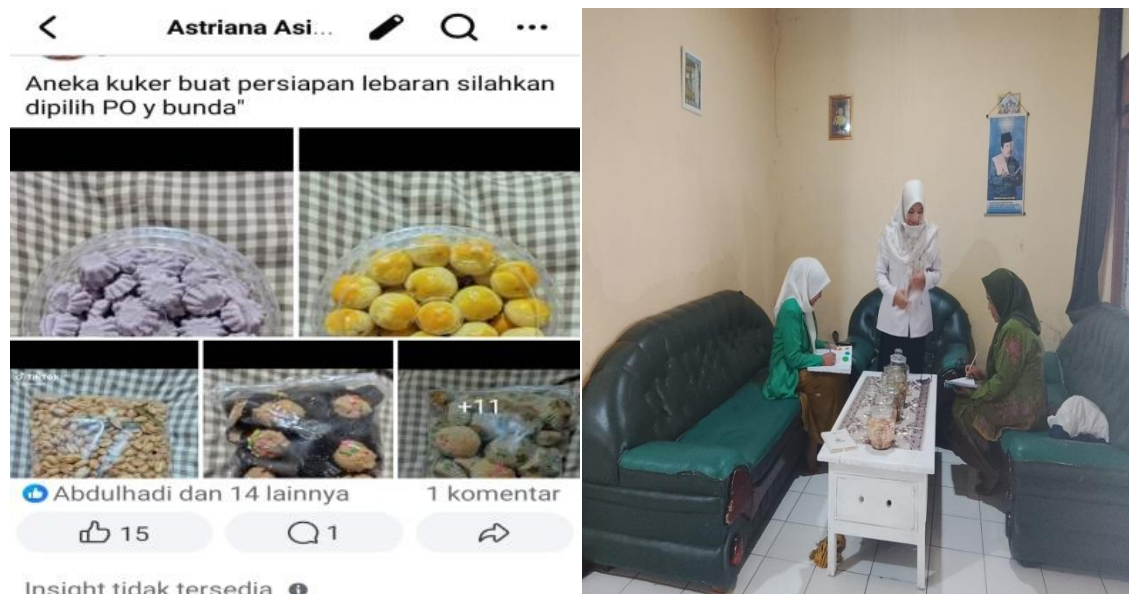 Astriana Asi...
Aneka kuker buat persiapan lebaran silahkan
dipilih PO y bunda"
TikTok
+11
Abdulhadi dan 14 lainnya
1 komentar
15
1
Insight tidak tersedia